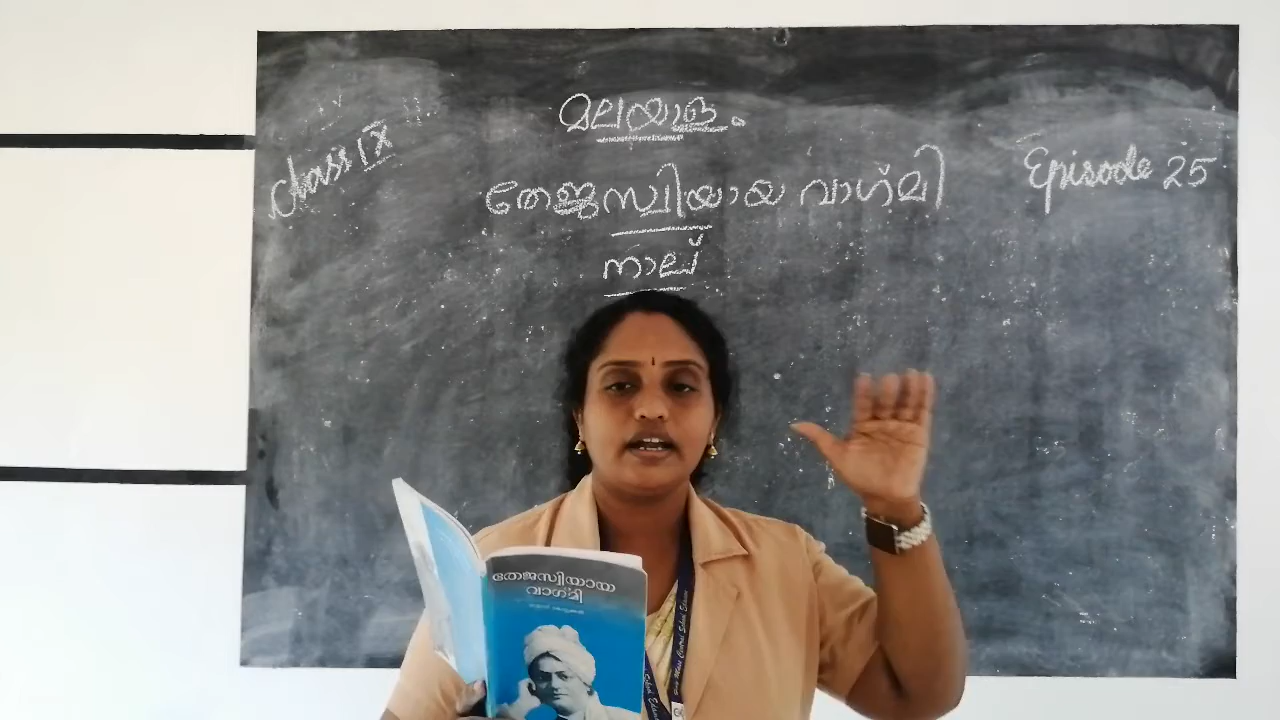 മലയാളം
Class IX
തേജസ്വിയായ വാഗ്മി
Episode 25
നാല്
തേജസ്വിയായ
വാഗ്മി